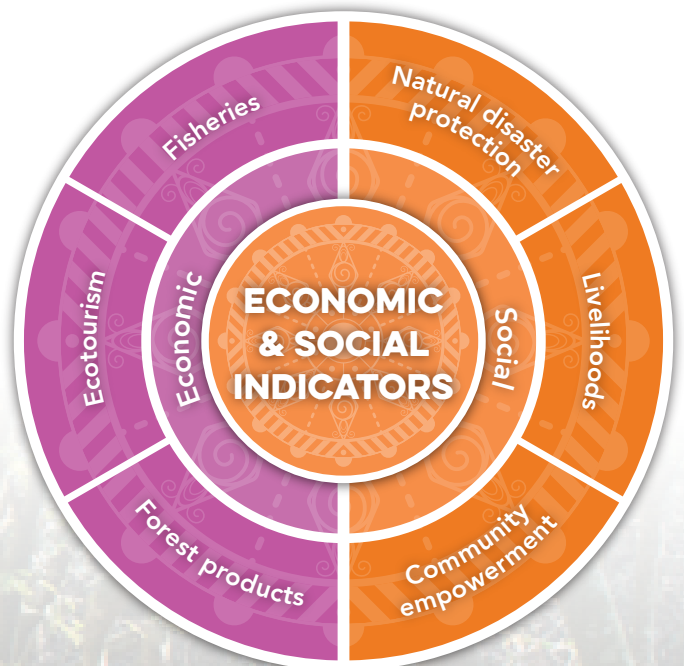 ECONOMIC
& SOCIAL
INDICATORS
Economic
Fisheries
Ecotourism
Forest products
Social
Natural disaster
protection
Livelihoods
Community
empowerment